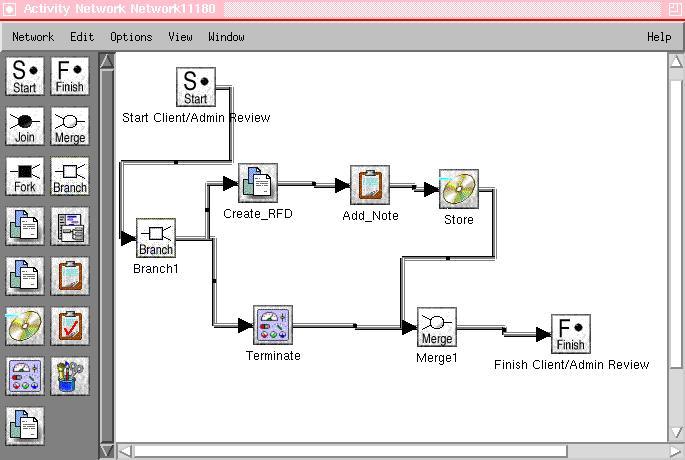 Activity Network Network11180
Network Edit Options View Window Help
S
Start
F
Finish
Join
Merge
Fork
Branch
S
Start
Start Client/Admin Review
Create_RFD
Add_Note
Store
Branch
Branch1
Terminate
Merge
Merge1
F
Finish
Finish Client/Admin Review